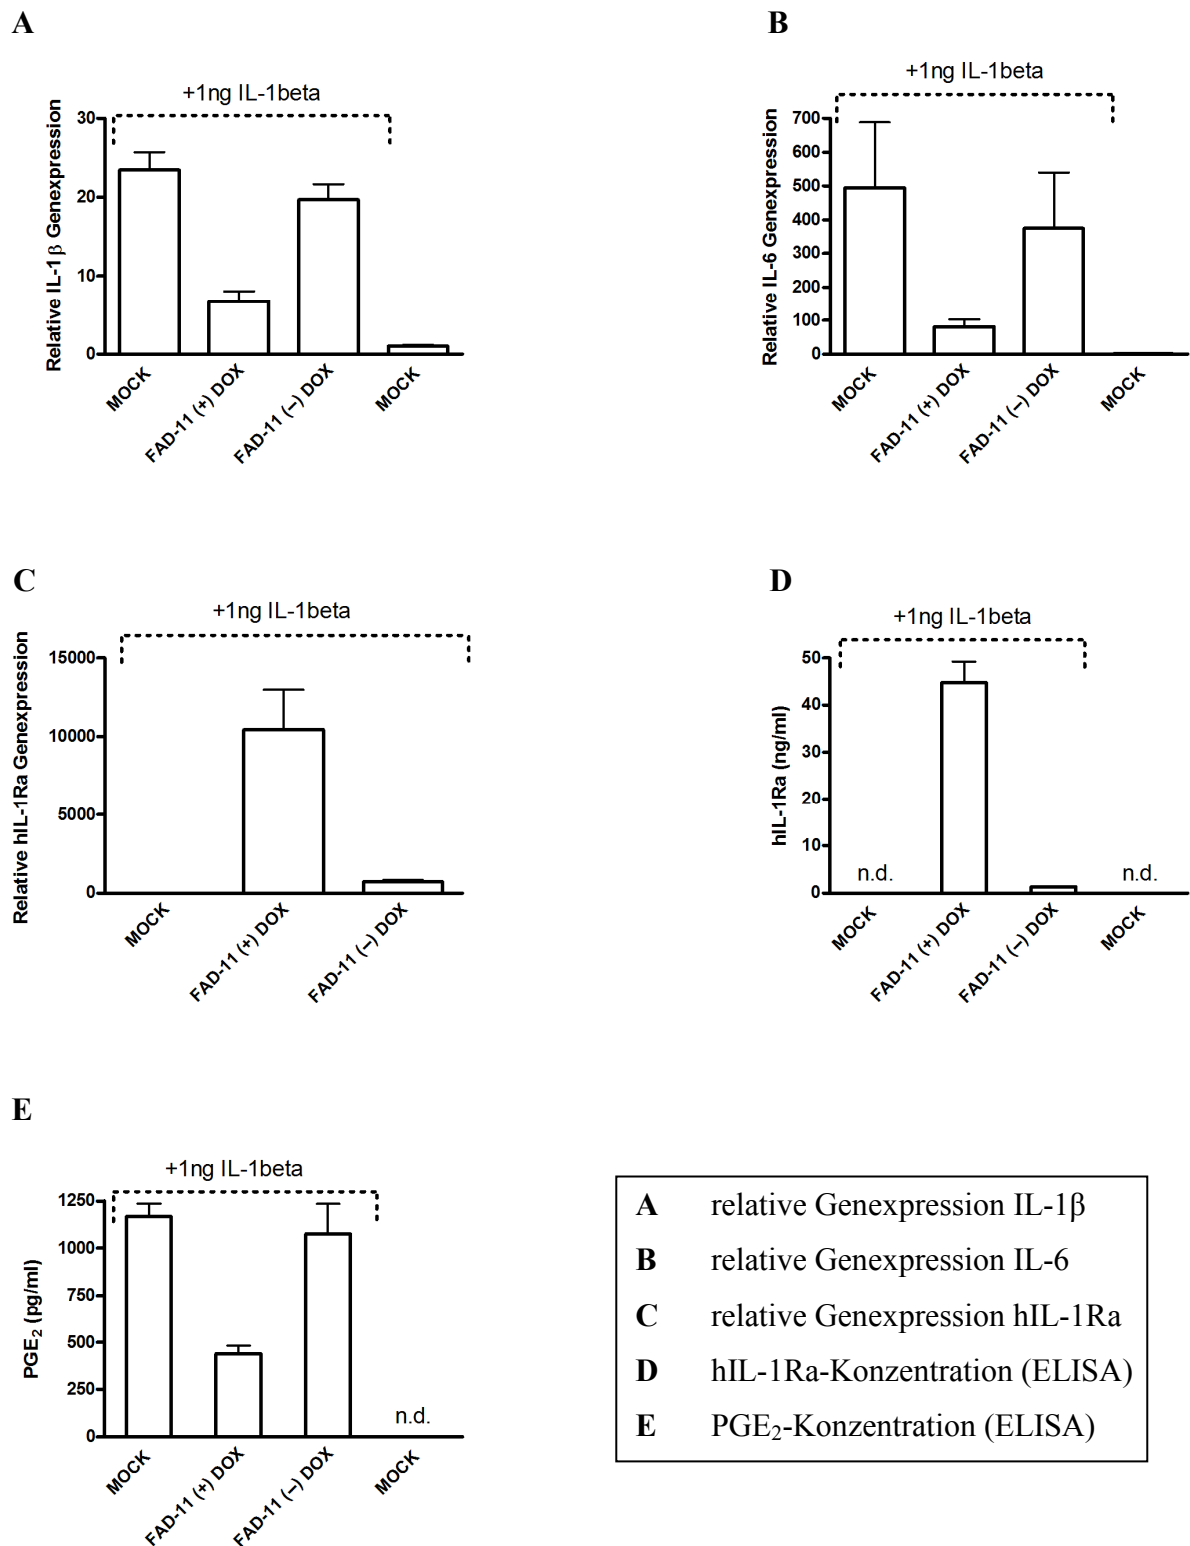 A
+1ng IL-1beta
Relative IL-1β Genexpression
30
20
10
0
MOCK
FAD-11 (+) DOX
FAD-11 (–) DOX
MOCK
B
+1ng IL-1beta
Relative IL-6 Genexpression
700
600
500
400
300
200
100
0
MOCK
FAD-11 (+) DOX
FAD-11 (–) DOX
MOCK
C
+1ng IL-1beta
Relative hIL-1Ra Genexpression
15000
10000
5000
0
MOCK
FAD-11 (+) DOX
FAD-11 (–) DOX
D
+1ng IL-1beta
hIL-1Ra (ng/ml)
50
40
30
20
10
0
n.d.
n.d.
MOCK
FAD-11 (+) DOX
FAD-11 (–) DOX
MOCK
E
+1ng IL-1beta
PGE₂ (pg/ml)
1250
1000
750
500
250
0
n.d.
MOCK
FAD-11 (+) DOX
FAD-11 (–) DOX
MOCK
A relative Genexpression IL-1β
B relative Genexpression IL-6
C relative Genexpression hIL-1Ra
D hIL-1Ra-Konzentration (ELISA)
E PGE₂-Konzentration (ELISA)